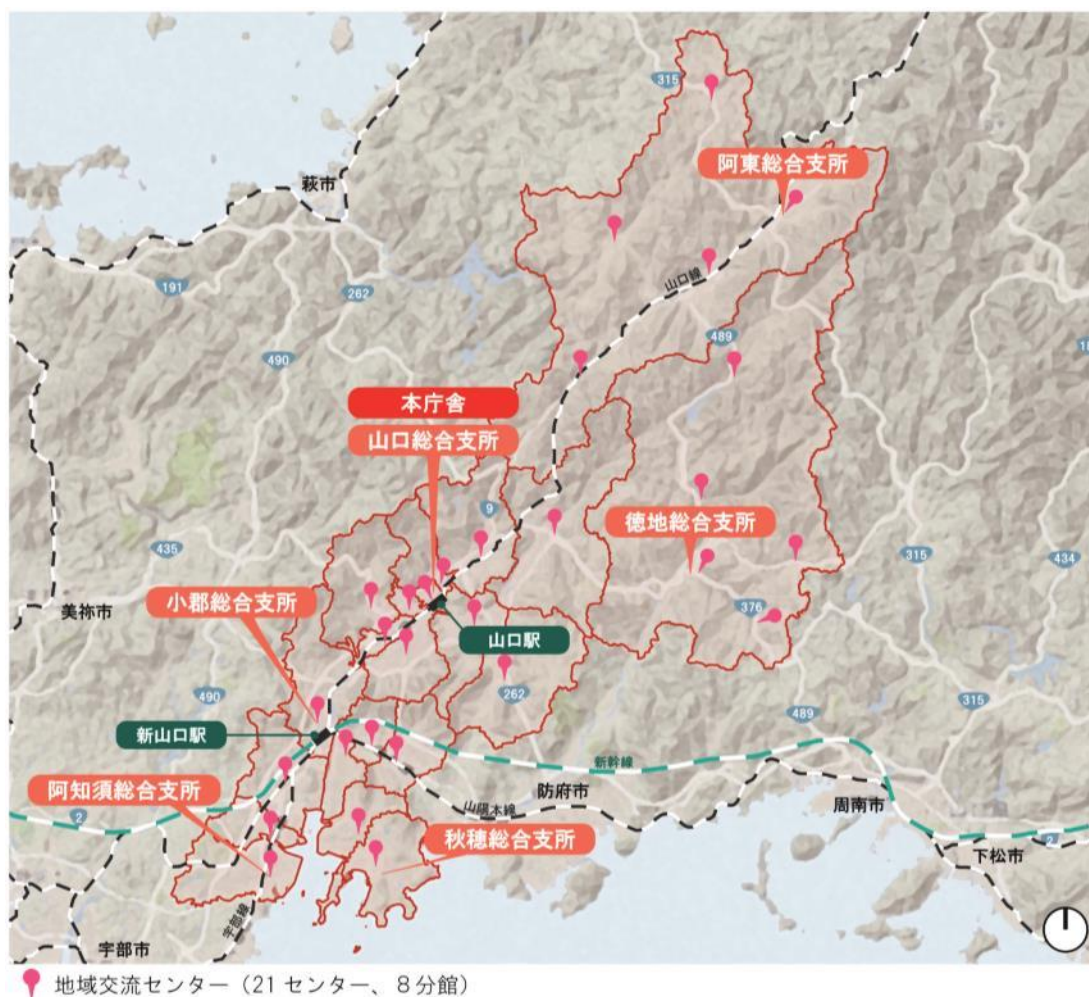 315
阿東総合支所
萩市
山口線
191
262
489
490
本庁舎
山口総合支所
9
徳地総合支所
435
315
434
美祢市
小郡総合支所
376
山口駅
490
262
315
新山口駅
489
新幹線
阿知須総合支所
防府市
2
山陽本線
周南市
秋穂総合支所
2
下松市
宇部線
宇部市
地域交流センター（21 センター、8 分館）